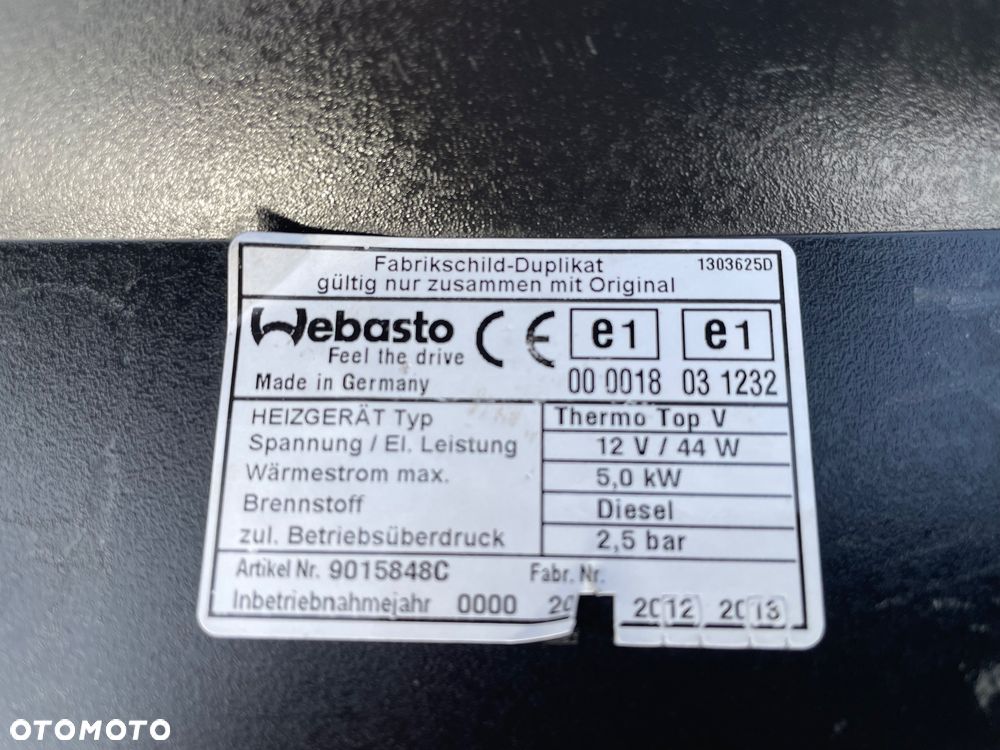 Fabrikschild-Duplikat 1303625D
gültig nur zusammen mit Original
Webasto CE e1 e1
Feel the drive
Made in Germany 00 0018 03 1232
HEIZGERÄT Typ Thermo Top V
Spannung / El. Leistung 12 V / 44 W
Wärmestrom max. 5,0 kW
Brennstoff Diesel
zul. Betriebsüberdruck 2,5 bar
Artikel Nr. 9015848C Fabr. Nr.
Inbetriebnahmejahr 0000 2012 2013
OTOMOTO